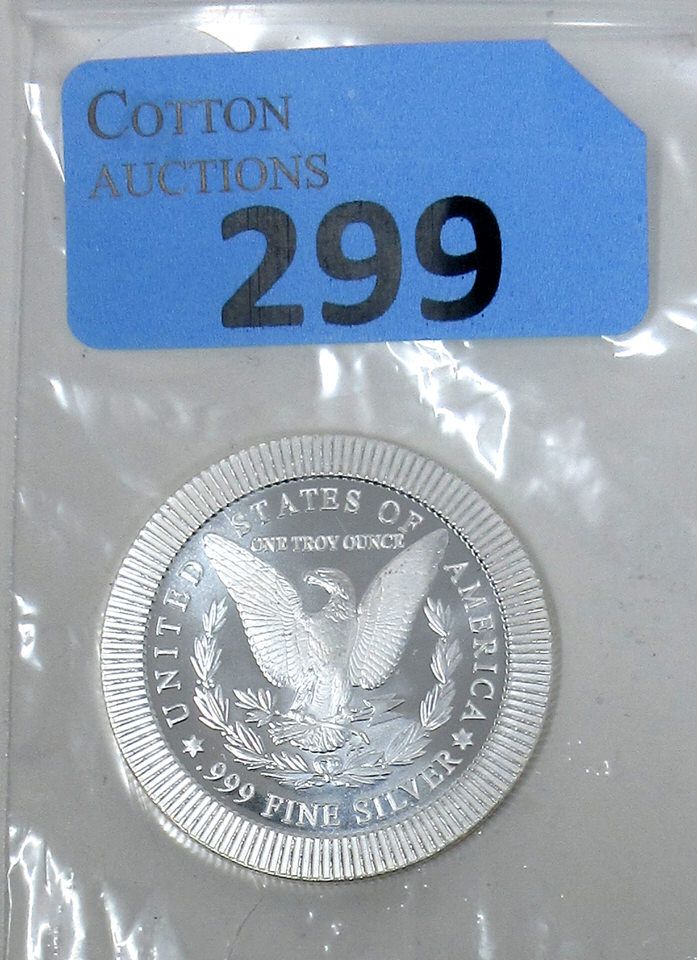 COTTON
AUCTIONS
299
UNITED STATES OF AMERICA
ONE TROY OUNCE
.999 FINE SILVER